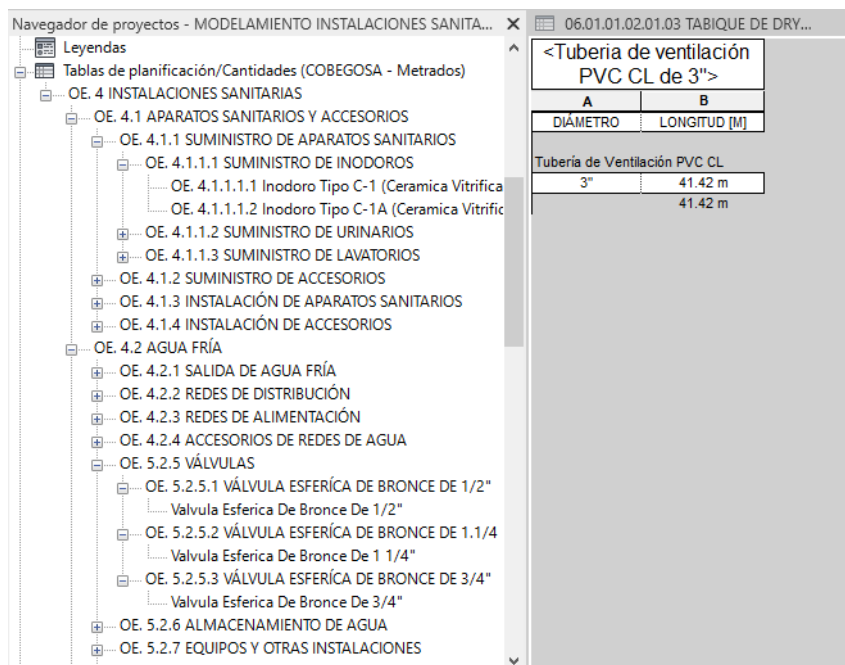 Navegador de proyectos - MODELAMIENTO INSTALACIONES SANITA...
Leyendas
Tablas de planificación/Cantidades (COBEGOSA - Metrados)
OE. 4 INSTALACIONES SANITARIAS
OE. 4.1 APARATOS SANITARIOS Y ACCESORIOS
OE. 4.1.1 SUMINISTRO DE APARATOS SANITARIOS
OE. 4.1.1.1 SUMINISTRO DE INODOROS
OE. 4.1.1.1.1 Inodoro Tipo C-1 (Ceramica Vitrifica
OE. 4.1.1.1.2 Inodoro Tipo C-1A (Ceramica Vitrific
OE. 4.1.1.2 SUMINISTRO DE URINARIOS
OE. 4.1.1.3 SUMINISTRO DE LAVATORIOS
OE. 4.1.2 SUMINISTRO DE ACCESORIOS
OE. 4.1.3 INSTALACIÓN DE APARATOS SANITARIOS
OE. 4.1.4 INSTALACIÓN DE ACCESORIOS
OE. 4.2 AGUA FRÍA
OE. 4.2.1 SALIDA DE AGUA FRÍA
OE. 4.2.2 REDES DE DISTRIBUCIÓN
OE. 4.2.3 REDES DE ALIMENTACIÓN
OE. 4.2.4 ACCESORIOS DE REDES DE AGUA
OE. 5.2.5 VÁLVULAS
OE. 5.2.5.1 VÁLVULA ESFERÍCA DE BRONCE DE 1/2"
Valvula Esferica De Bronce De 1/2"
OE. 5.2.5.2 VÁLVULA ESFERÍCA DE BRONCE DE 1.1/4
Valvula Esferica De Bronce De 1 1/4"
OE. 5.2.5.3 VÁLVULA ESFERÍCA DE BRONCE DE 3/4"
Valvula Esferica De Bronce De 3/4"
OE. 5.2.6 ALMACENAMIENTO DE AGUA
OE. 5.2.7 EQUIPOS Y OTRAS INSTALACIONES
06.01.01.02.01.03 TABIQUE DE DRY...
<Tuberia de ventilación
PVC CL de 3">
A B
DIÁMETRO LONGITUD [M]
Tubería de Ventilación PVC CL
3" 41.42 m
41.42 m